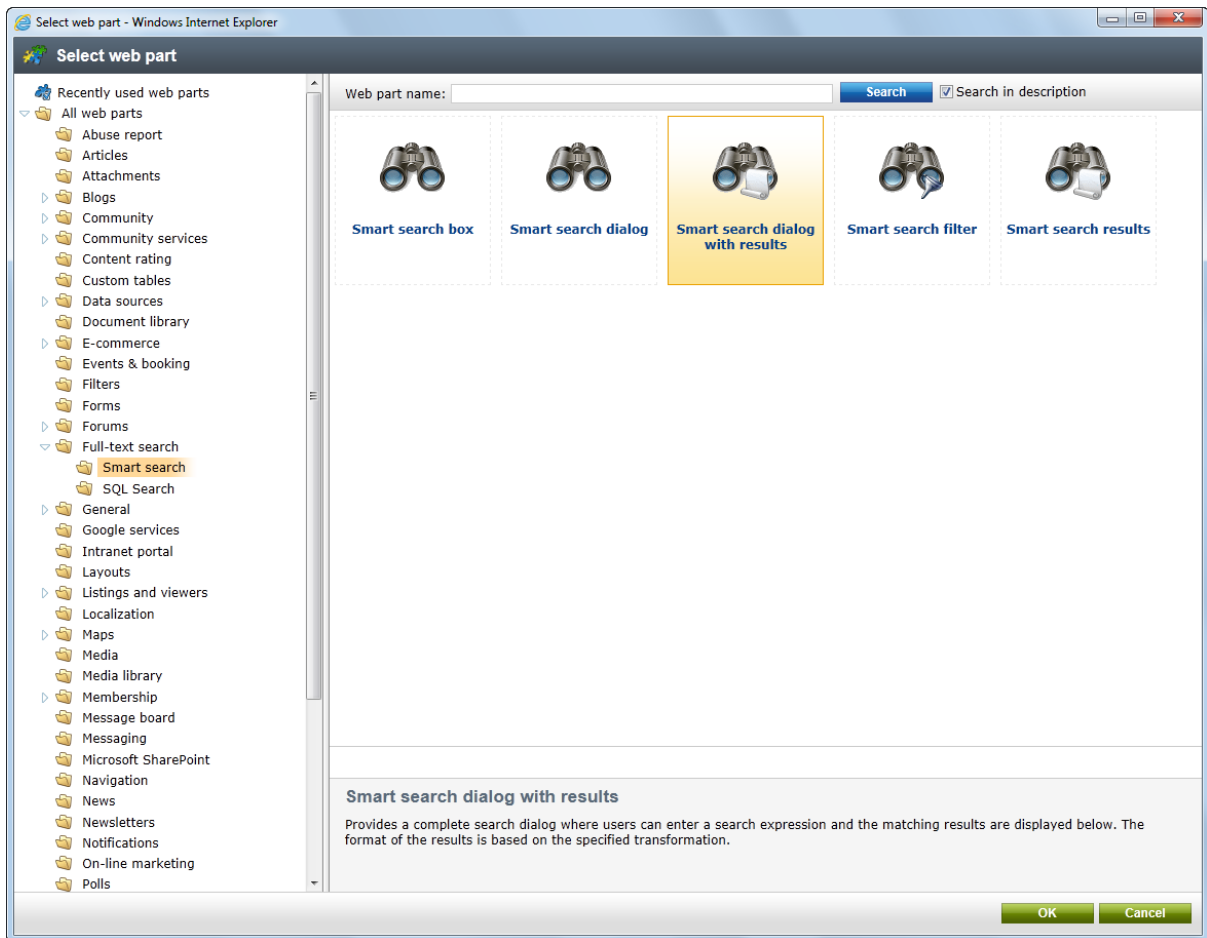 Select web part - Windows Internet Explorer
Select web part
Recently used web parts
All web parts
Abuse report
Articles
Attachments
Blogs
Community
Community services
Content rating
Custom tables
Data sources
Document library
E-commerce
Events & booking
Filters
Forms
Forums
Full-text search
Smart search
SQL Search
General
Google services
Intranet portal
Layouts
Listings and viewers
Localization
Maps
Media
Media library
Membership
Message board
Messaging
Microsoft SharePoint
Navigation
News
Newsletters
Notifications
On-line marketing
Polls
Web part name:
Search
Search in description
Smart search box
Smart search dialog
Smart search dialog
with results
Smart search filter
Smart search results
Smart search dialog with results
Provides a complete search dialog where users can enter a search expression and the matching results are displayed below. The
format of the results is based on the specified transformation.
OK
Cancel